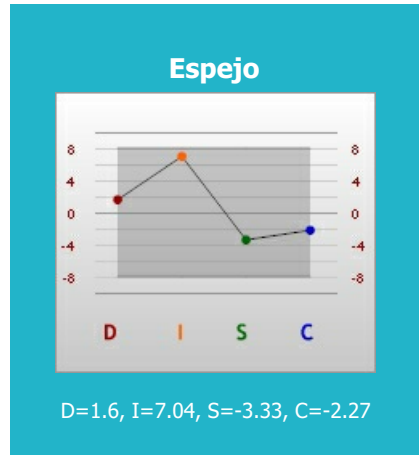 Espejo
8 8
4 4
0 0
-4 -4
-8 -8
D I S C
D=1.6, I=7.04, S=-3.33, C=-2.27